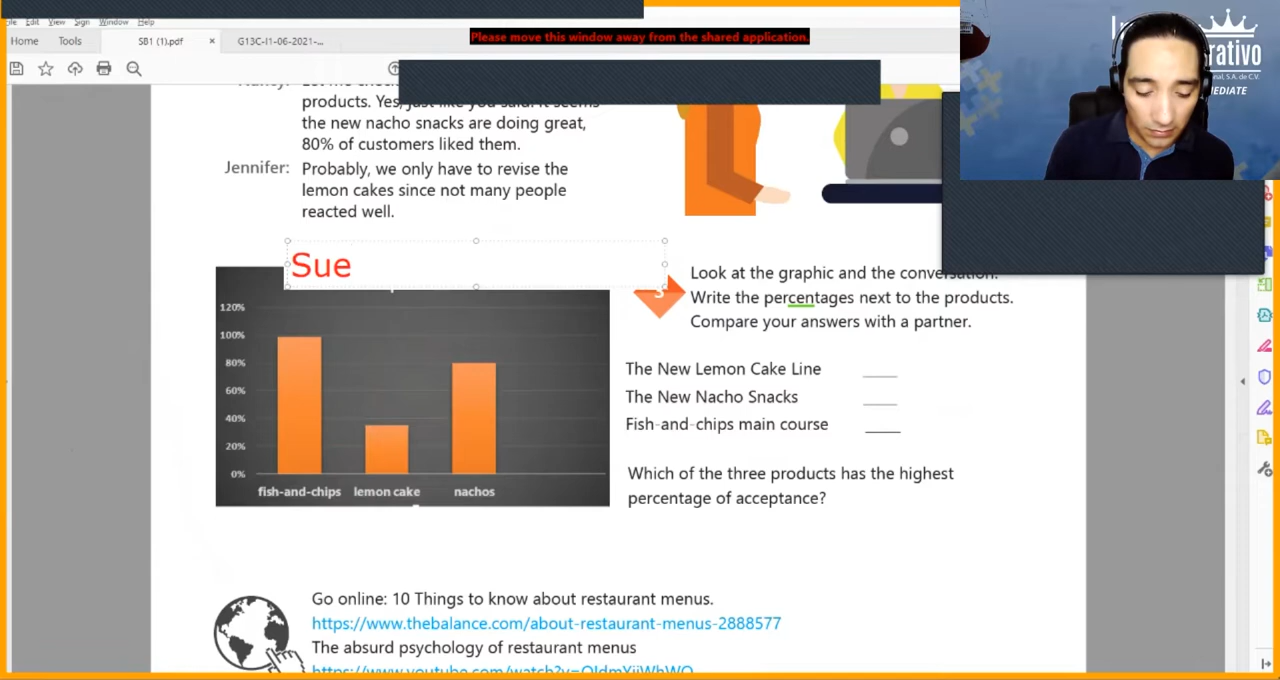 File Edit View Sign Window Help
Home Tools SB1 (1).pdf × G13C-I1-06-2021-...
Please move this window away from the shared application.
rativo
nal, S.A. de C.V.
MEDIATE
products. Yes, just like you said. It seems
the new nacho snacks are doing great,
80% of customers liked them.
Jennifer: Probably, we only have to revise the
lemon cakes since not many people
reacted well.
Sue
Look at the graphic and the conversation.
Write the percentages next to the products.
Compare your answers with a partner.
120%
100%
80%
60%
40%
20%
0%
fish-and-chips lemon cake nachos
The New Lemon Cake Line ____
The New Nacho Snacks ____
Fish-and-chips main course ____
Which of the three products has the highest
percentage of acceptance?
Go online: 10 Things to know about restaurant menus.
https://www.thebalance.com/about-restaurant-menus-2888577
The absurd psychology of restaurant menus